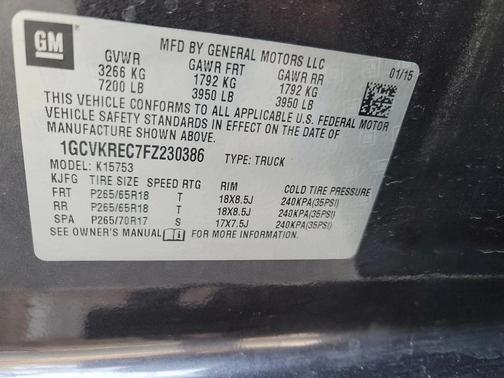 GM
MFD BY GENERAL MOTORS LLC
01/15
GVWR GAWR FRT GAWR RR
3266 KG 1792 KG 1792 KG
7200 LB 3950 LB 3950 LB
THIS VEHICLE CONFORMS TO ALL APPLICABLE U.S. FEDERAL MOTOR
VEHICLE SAFETY STANDARDS IN EFFECT ON THE DATE OF
MANUFACTURE SHOWN ABOVE.
1GCVKREC7FZ230386 TYPE: TRUCK
MODEL: K15753
KJFG TIRE SIZE SPEED RTG RIM COLD TIRE PRESSURE
FRT P265/65R18 T 18X8.5J 240KPA(35PSI)
RR P265/65R18 T 18X8.5J 240KPA(35PSI)
SPA P265/70R17 S 17X7.5J 240KPA(35PSI)
SEE OWNER'S MANUAL FOR MORE INFORMATION.